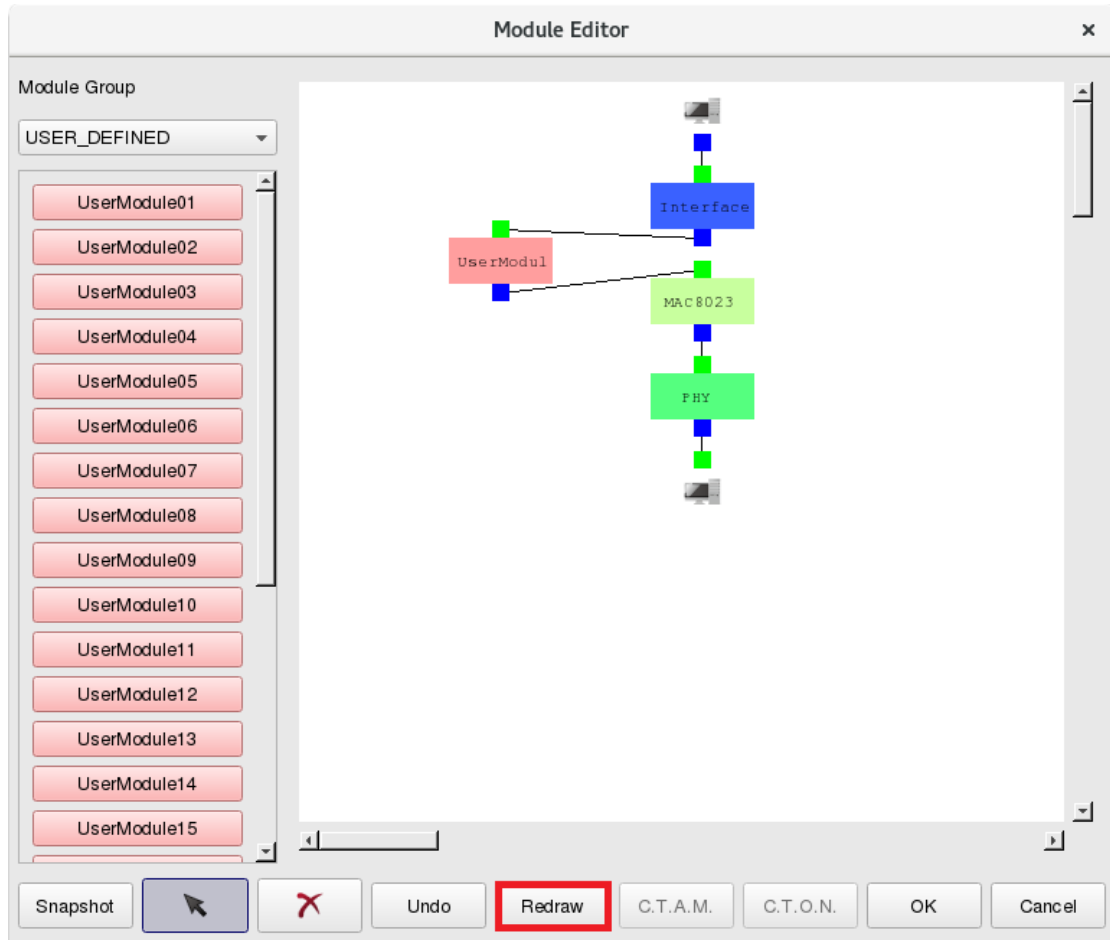 Module Editor
Module Group
USER_DEFINED
UserModule01
UserModule02
UserModule03
UserModule04
UserModule05
UserModule06
UserModule07
UserModule08
UserModule09
UserModule10
UserModule11
UserModule12
UserModule13
UserModule14
UserModule15
Interface
UserModul
MAC8023
PHY
Snapshot
Undo
Redraw
C.T.A.M.
C.T.O.N.
OK
Cancel